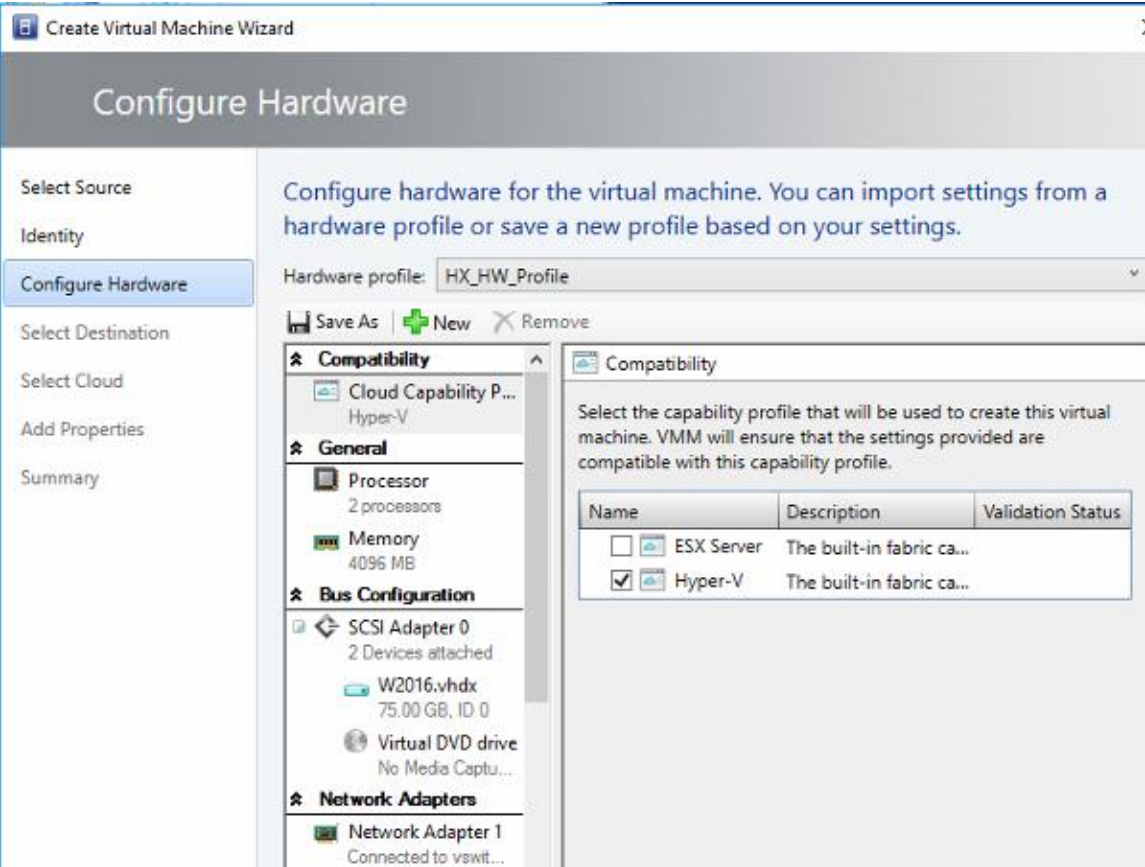 Create Virtual Machine Wizard
Configure Hardware
Select Source
Identity
Configure Hardware
Select Destination
Select Cloud
Add Properties
Summary
Configure hardware for the virtual machine. You can import settings from a
hardware profile or save a new profile based on your settings.
Hardware profile: HX_HW_Profile
Save As New Remove
Compatibility
Cloud Capability P...
Hyper-V
General
Processor
2 processors
Memory
4096 MB
Bus Configuration
SCSI Adapter 0
2 Devices attached
W2016.vhdx
75.00 GB, ID 0
Virtual DVD drive
No Media Captu...
Network Adapters
Network Adapter 1
Connected to vswit...
Compatibility
Select the capability profile that will be used to create this virtual
machine. VMM will ensure that the settings provided are
compatible with this capability profile.
Name Description Validation Status
ESX Server The built-in fabric ca...
Hyper-V The built-in fabric ca...